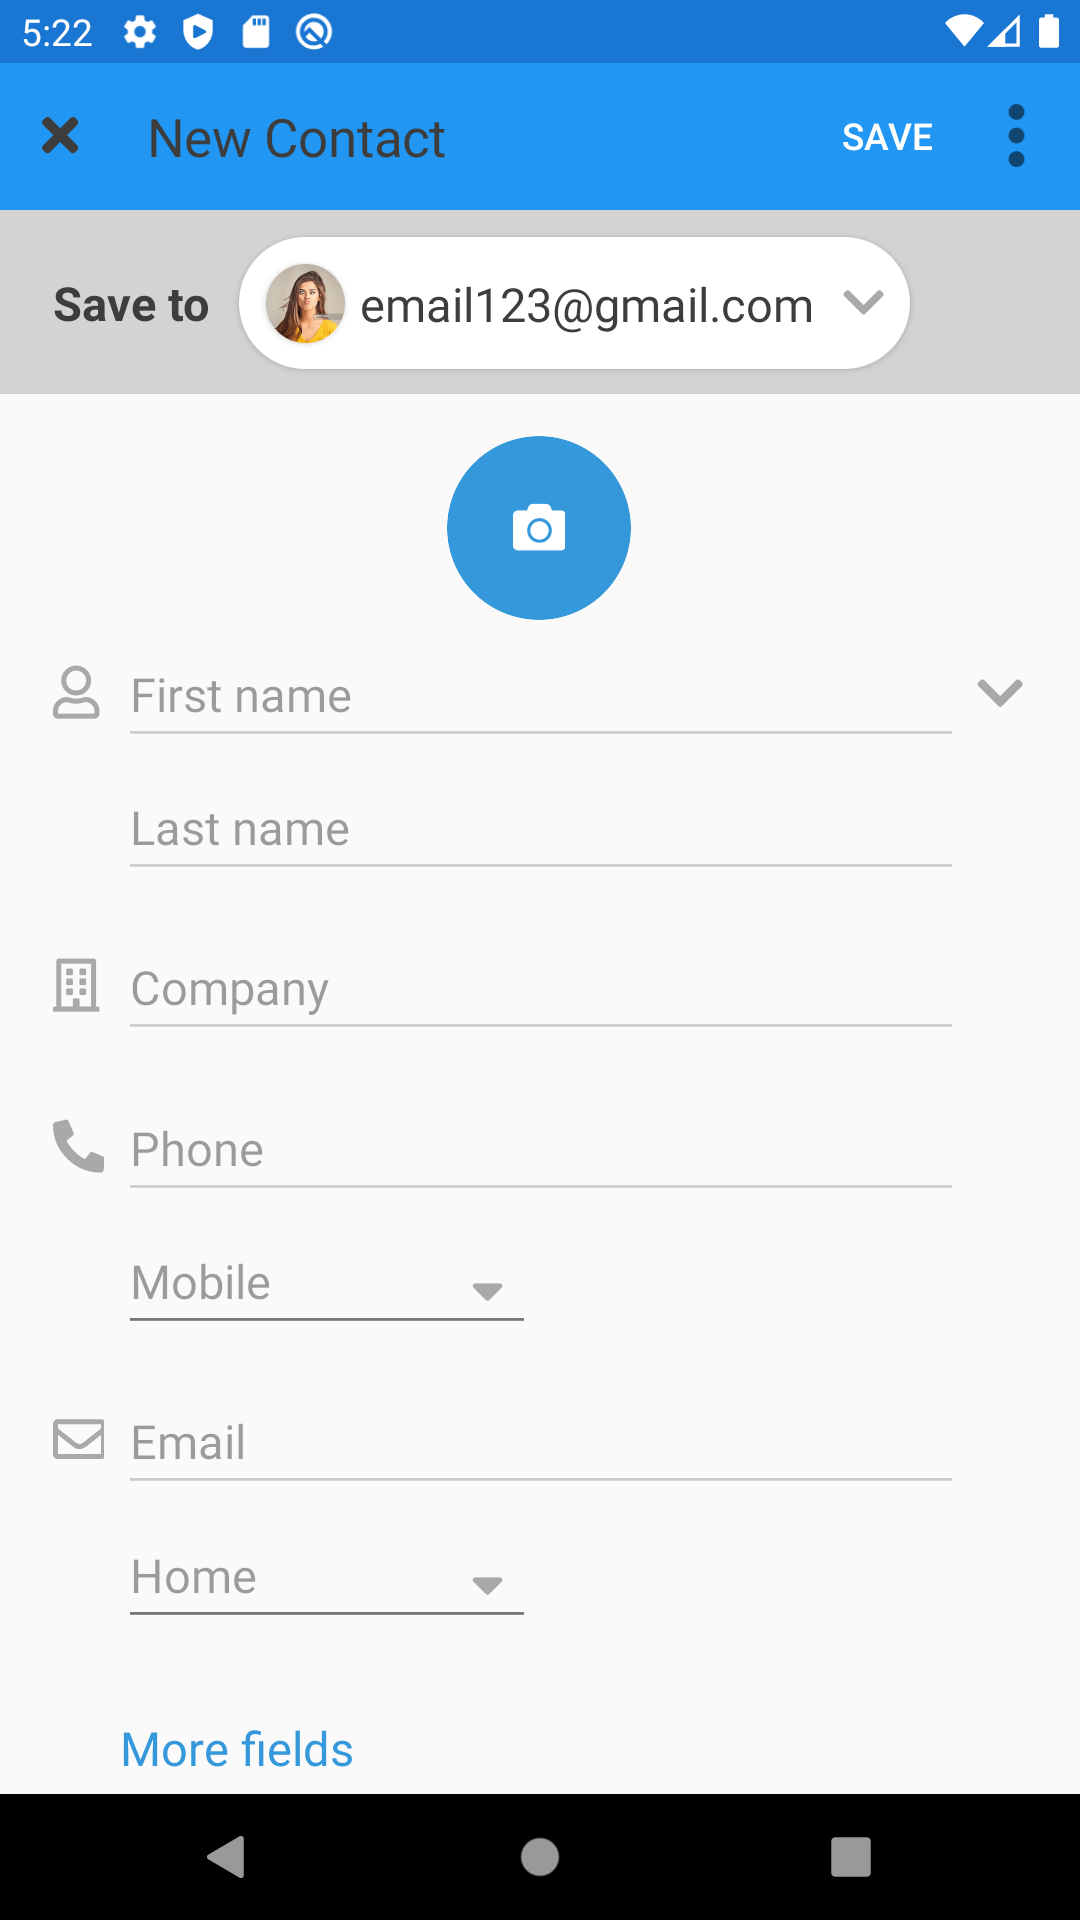 5:22
New Contact
SAVE
Save to
email123@gmail.com
First name
Last name
Company
Phone
Mobile
Email
Home
More fields